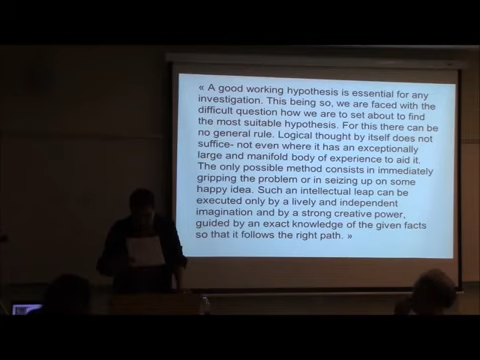 « A good working hypothesis is essential for any
investigation. This being so, we are faced with the
difficult question how we are to set about to find
the most suitable hypothesis. For this there can be
no general rule. Logical thought by itself does not
suffice- not even where it has an exceptionally
large and manifold body of experience to aid it.
The only possible method consists in immediately
gripping the problem or in seizing up on some
happy idea. Such an intellectual leap can be
executed only by a lively and independent
imagination and by a strong creative power,
guided by an exact knowledge of the given facts
so that it follows the right path. »